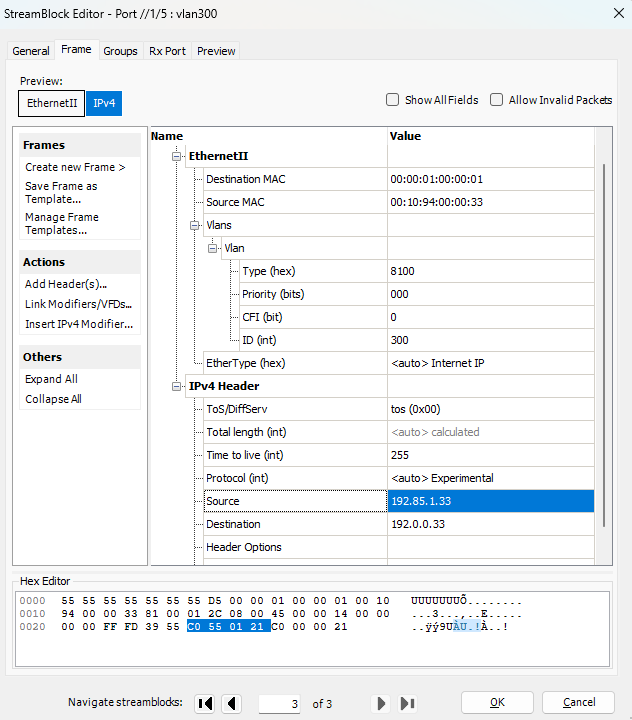 StreamBlock Editor - Port //1/5 : vlan300
General Frame Groups Rx Port Preview
Preview:
EthernetII IPv4
Show All Fields Allow Invalid Packets
Frames
Create new Frame >
Save Frame as
Template...
Manage Frame
Templates...
Actions
Add Header(s)...
Link Modifiers/VFDs...
Insert IPv4 Modifier...
Others
Expand All
Collapse All
Name Value
EthernetII
Destination MAC 00:00:01:00:00:01
Source MAC 00:10:94:00:00:33
Vlans
Vlan
Type (hex) 8100
Priority (bits) 000
CFI (bit) 0
ID (int) 300
EtherType (hex) <auto> Internet IP
IPv4 Header
ToS/DiffServ tos (0x00)
Total length (int) <auto> calculated
Time to live (int) 255
Protocol (int) <auto> Experimental
Source 192.85.1.33
Destination 192.0.0.33
Header Options
Hex Editor
0000 55 55 55 55 55 55 55 D5 00 00 01 00 00 01 00 10 UUUUUUUÕ........
0010 94 00 00 33 81 00 01 2C 08 00 45 00 00 14 00 00 ...3...,..E.....
0020 00 00 FF FD 39 55 C0 55 01 21 C0 00 00 21 ..ÿý9UÀU.!À..!
Navigate streamblocks: 3 of 3 OK Cancel